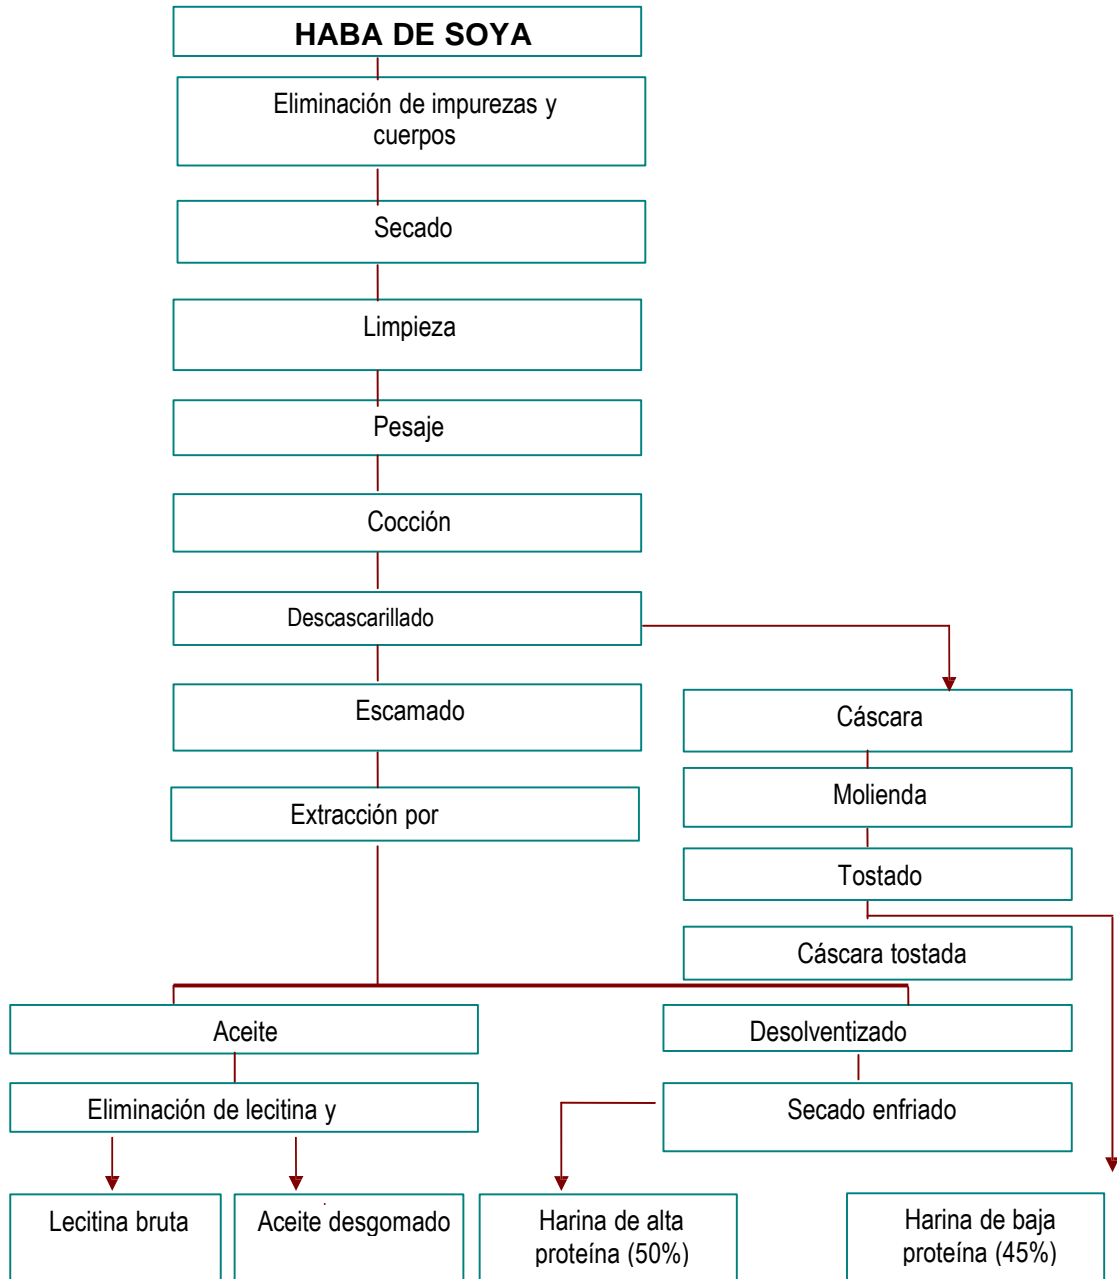 HABA DE SOYA
Eliminación de impurezas y
cuerpos
Secado
Limpieza
Pesaje
Cocción
Descascarillado
Escamado
Cáscara
Extracción por
Molienda
Tostado
Cáscara tostada
Aceite
Desolventizado
Eliminación de lecitina y
Secado enfriado
Lecitina bruta
Aceite desgomado
Harina de alta
proteína (50%)
Harina de baja
proteína (45%)